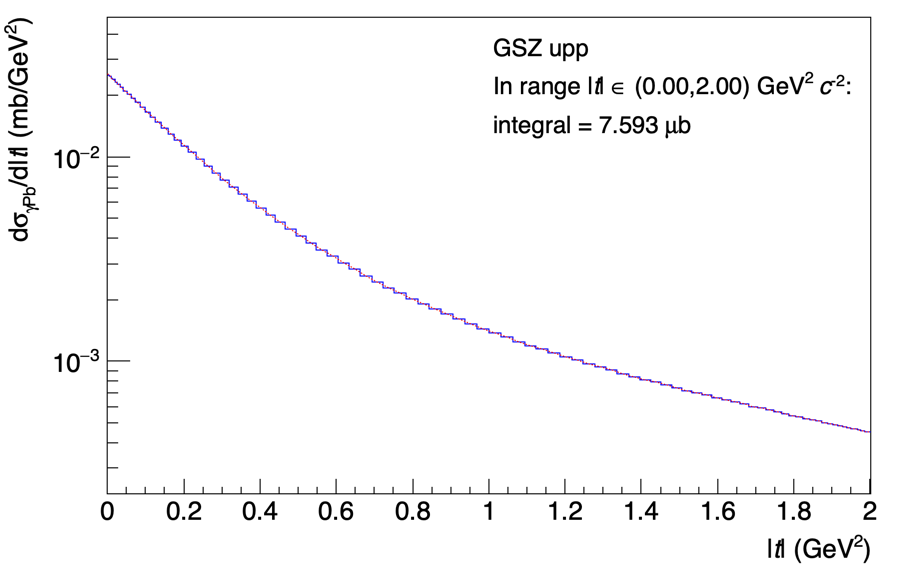 dσγPb/d|t| (mb/GeV²)
GSZ upp
In range |t| ∈ (0.00,2.00) GeV² c⁻²:
integral = 7.593 μb
10⁻²
10⁻³
0 0.2 0.4 0.6 0.8 1 1.2 1.4 1.6 1.8 2
|t| (GeV²)